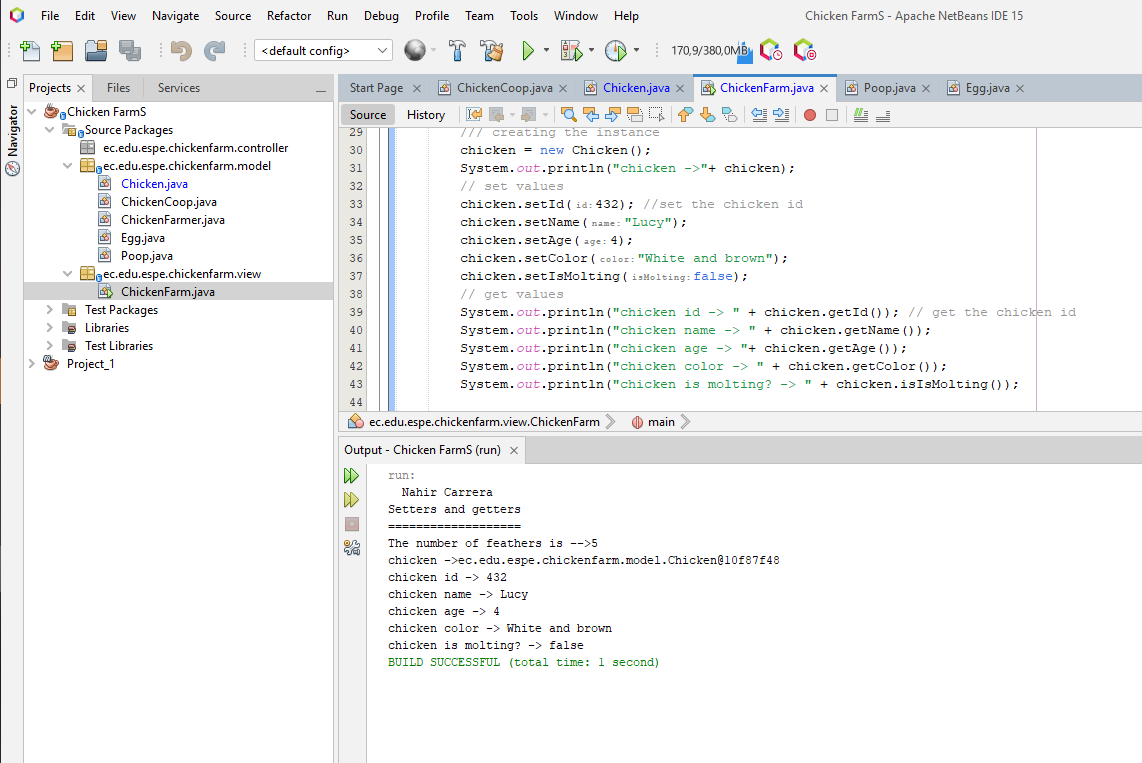 File Edit View Navigate Source Refactor Run Debug Profile Team Tools Window Help
Chicken FarmS - Apache NetBeans IDE 15
<default config>
170,9/380,0MB
Projects Files Services
Navigator
Chicken FarmS
Source Packages
ec.edu.espe.chickenfarm.controller
ec.edu.espe.chickenfarm.model
Chicken.java
ChickenCoop.java
ChickenFarmer.java
Egg.java
Poop.java
ec.edu.espe.chickenfarm.view
ChickenFarm.java
Test Packages
Libraries
Test Libraries
Project_1
Start Page ChickenCoop.java Chicken.java ChickenFarm.java Poop.java Egg.java
Source History
29 /// creating the instance
30 chicken = new Chicken();
31 System.out.println("chicken ->"+ chicken);
32 // set values
33 chicken.setId(id:432); //set the chicken id
34 chicken.setName(name:"Lucy");
35 chicken.setAge(age:4);
36 chicken.setColor(color:"White and brown");
37 chicken.setIsMolting(isMolting:false);
38 // get values
39 System.out.println("chicken id -> " + chicken.getId()); // get the chicken id
40 System.out.println("chicken name -> " + chicken.getName());
41 System.out.println("chicken age -> "+ chicken.getAge());
42 System.out.println("chicken color -> " + chicken.getColor());
43 System.out.println("chicken is molting? -> " + chicken.isIsMolting());
44
ec.edu.espe.chickenfarm.view.ChickenFarm main
Output - Chicken FarmS (run)
run:
Nahir Carrera
Setters and getters
===================
The number of feathers is -->5
chicken ->ec.edu.espe.chickenfarm.model.Chicken@10f87f48
chicken id -> 432
chicken name -> Lucy
chicken age -> 4
chicken color -> White and brown
chicken is molting? -> false
BUILD SUCCESSFUL (total time: 1 second)